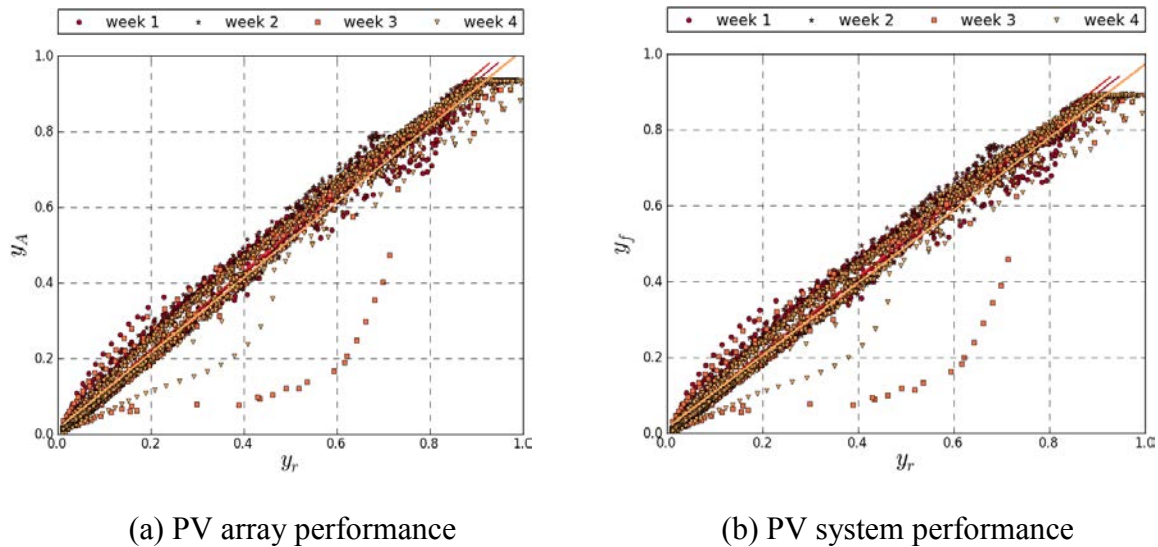 week 1 week 2 week 3 week 4
1.0
0.8
0.6
0.4
0.2
0.0
y_A
0.0 0.2 0.4 0.6 0.8 1.0
y_r
(a) PV array performance
week 1 week 2 week 3 week 4
1.0
0.8
0.6
0.4
0.2
0.0
y_f
0.0 0.2 0.4 0.6 0.8 1.0
y_r
(b) PV system performance